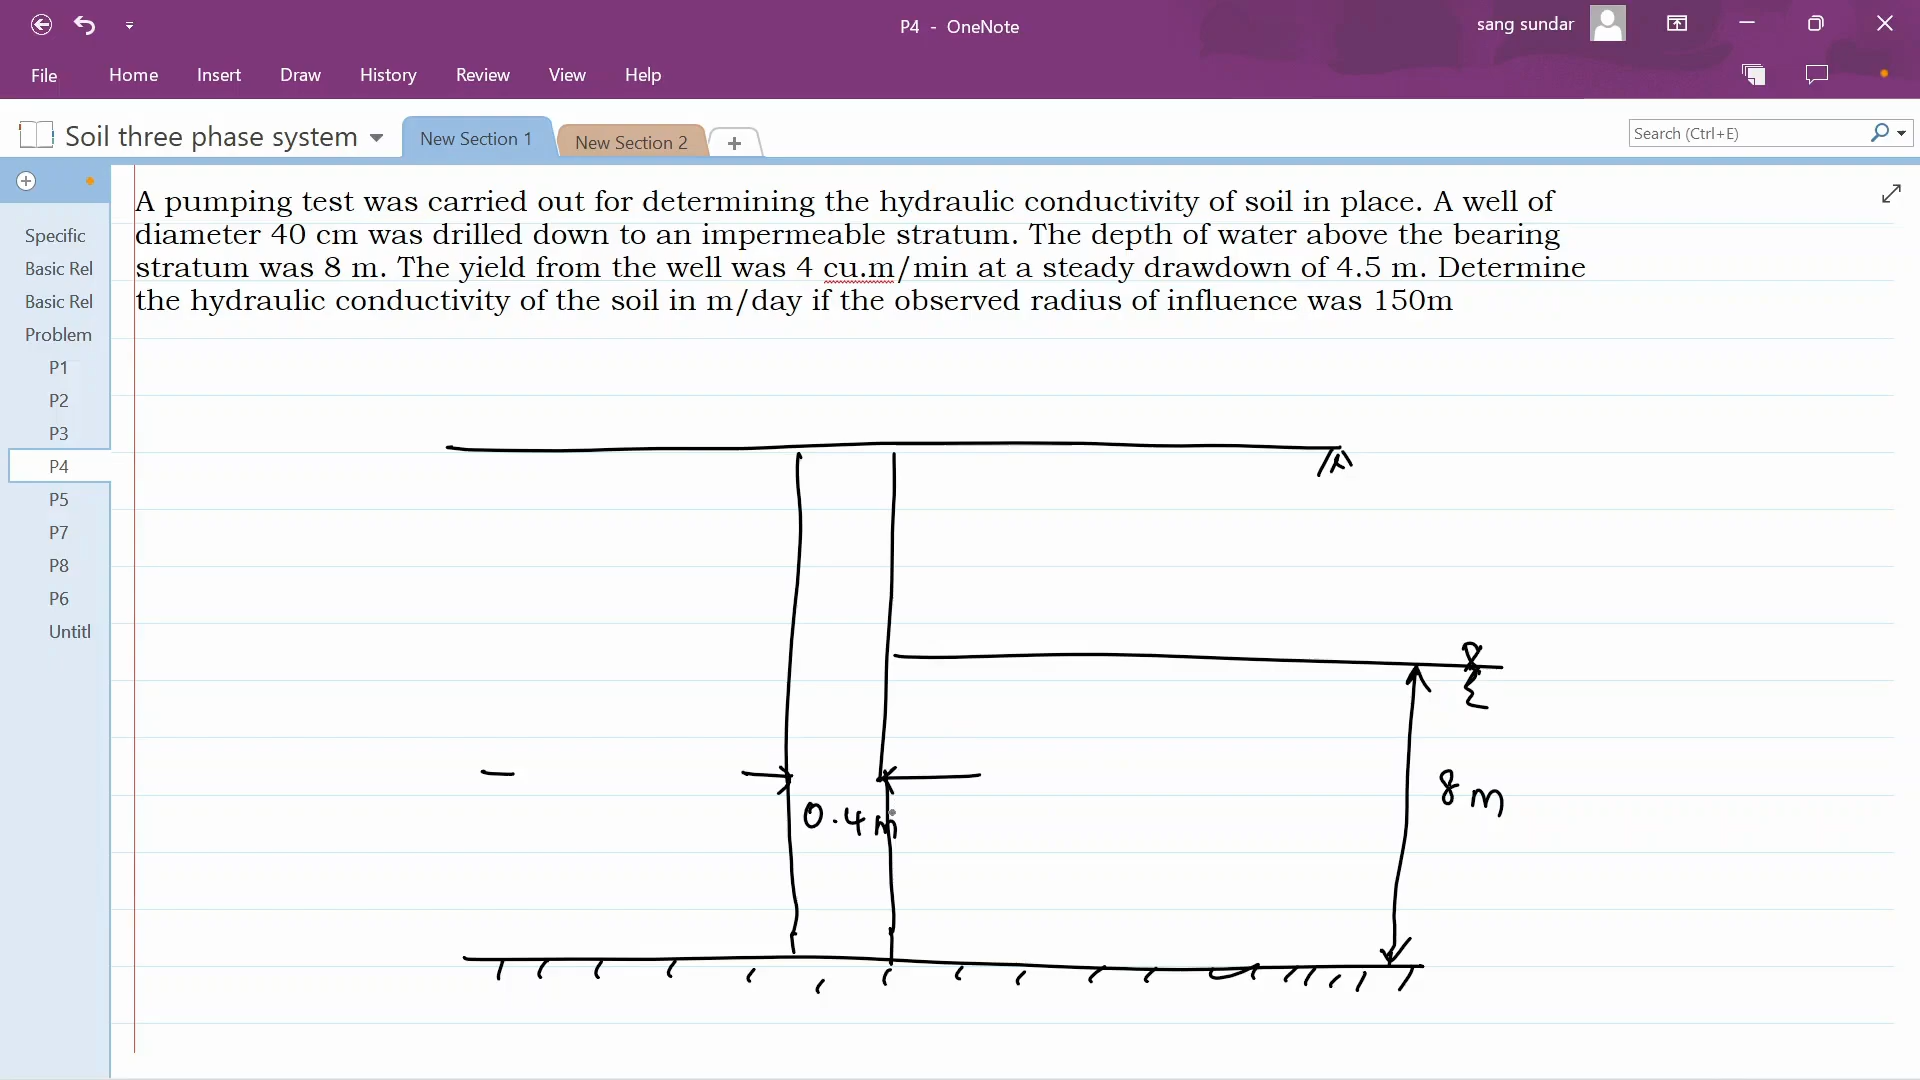 P4 - OneNote
sang sundar
File Home Insert Draw History Review View Help
Soil three phase system
New Section 1
New Section 2
Search (Ctrl+E)
A pumping test was carried out for determining the hydraulic conductivity of soil in place. A well of
diameter 40 cm was drilled down to an impermeable stratum. The depth of water above the bearing
stratum was 8 m. The yield from the well was 4 cu.m/min at a steady drawdown of 4.5 m. Determine
the hydraulic conductivity of the soil in m/day if the observed radius of influence was 150m
Specific
Basic Rel
Basic Rel
Problem
P1
P2
P3
P4
P5
P7
P8
P6
Untitl
0.4 m
8 m